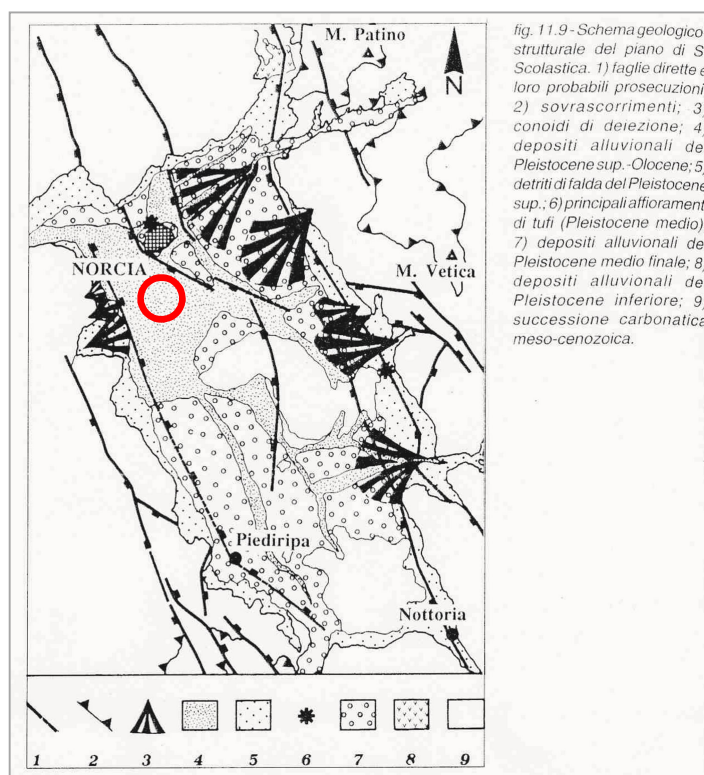 M. Patino
N
NORCIA
M. Vetica
Piediripa
Nottoria
1 2 3 4 5 6 7 8 9
fig. 11.9 - Schema geologico
strutturale del piano di S
Scolastica. 1) faglie dirette e
loro probabili prosecuzioni
2) sovrascorrimenti; 3)
conoidi di deiezione; 4)
depositi alluvionali de
Pleistocene sup.-Olocene; 5)
detriti di falda del Pleistocene
sup.; 6) principali affiorament
di tufi (Pleistocene medio)
7) depositi alluvionali de
Pleistocene medio finale; 8)
depositi alluvionali de
Pleistocene inferiore; 9)
successione carbonatica
meso-cenozoica.